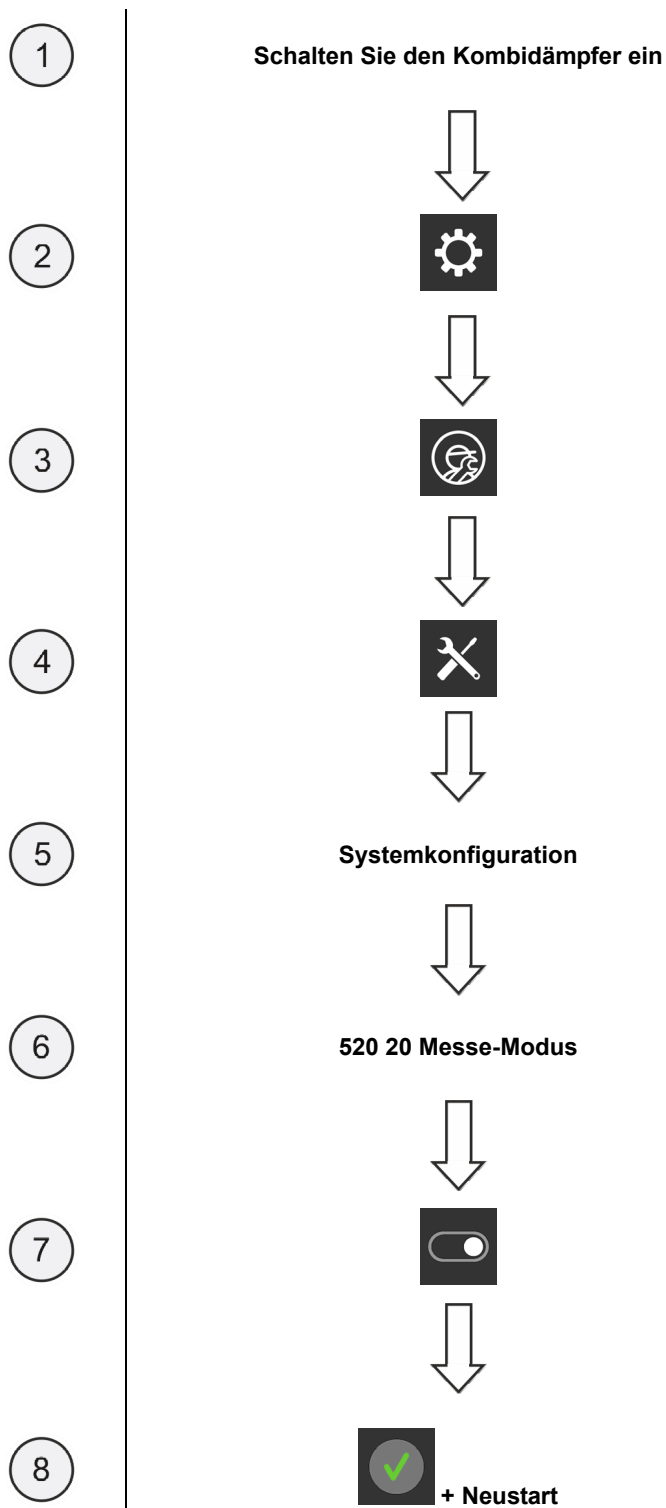 1
Schalten Sie den Kombidämpfer ein
2
3
4
5
Systemkonfiguration
6
520 20 Messe-Modus
7
8
+ Neustart